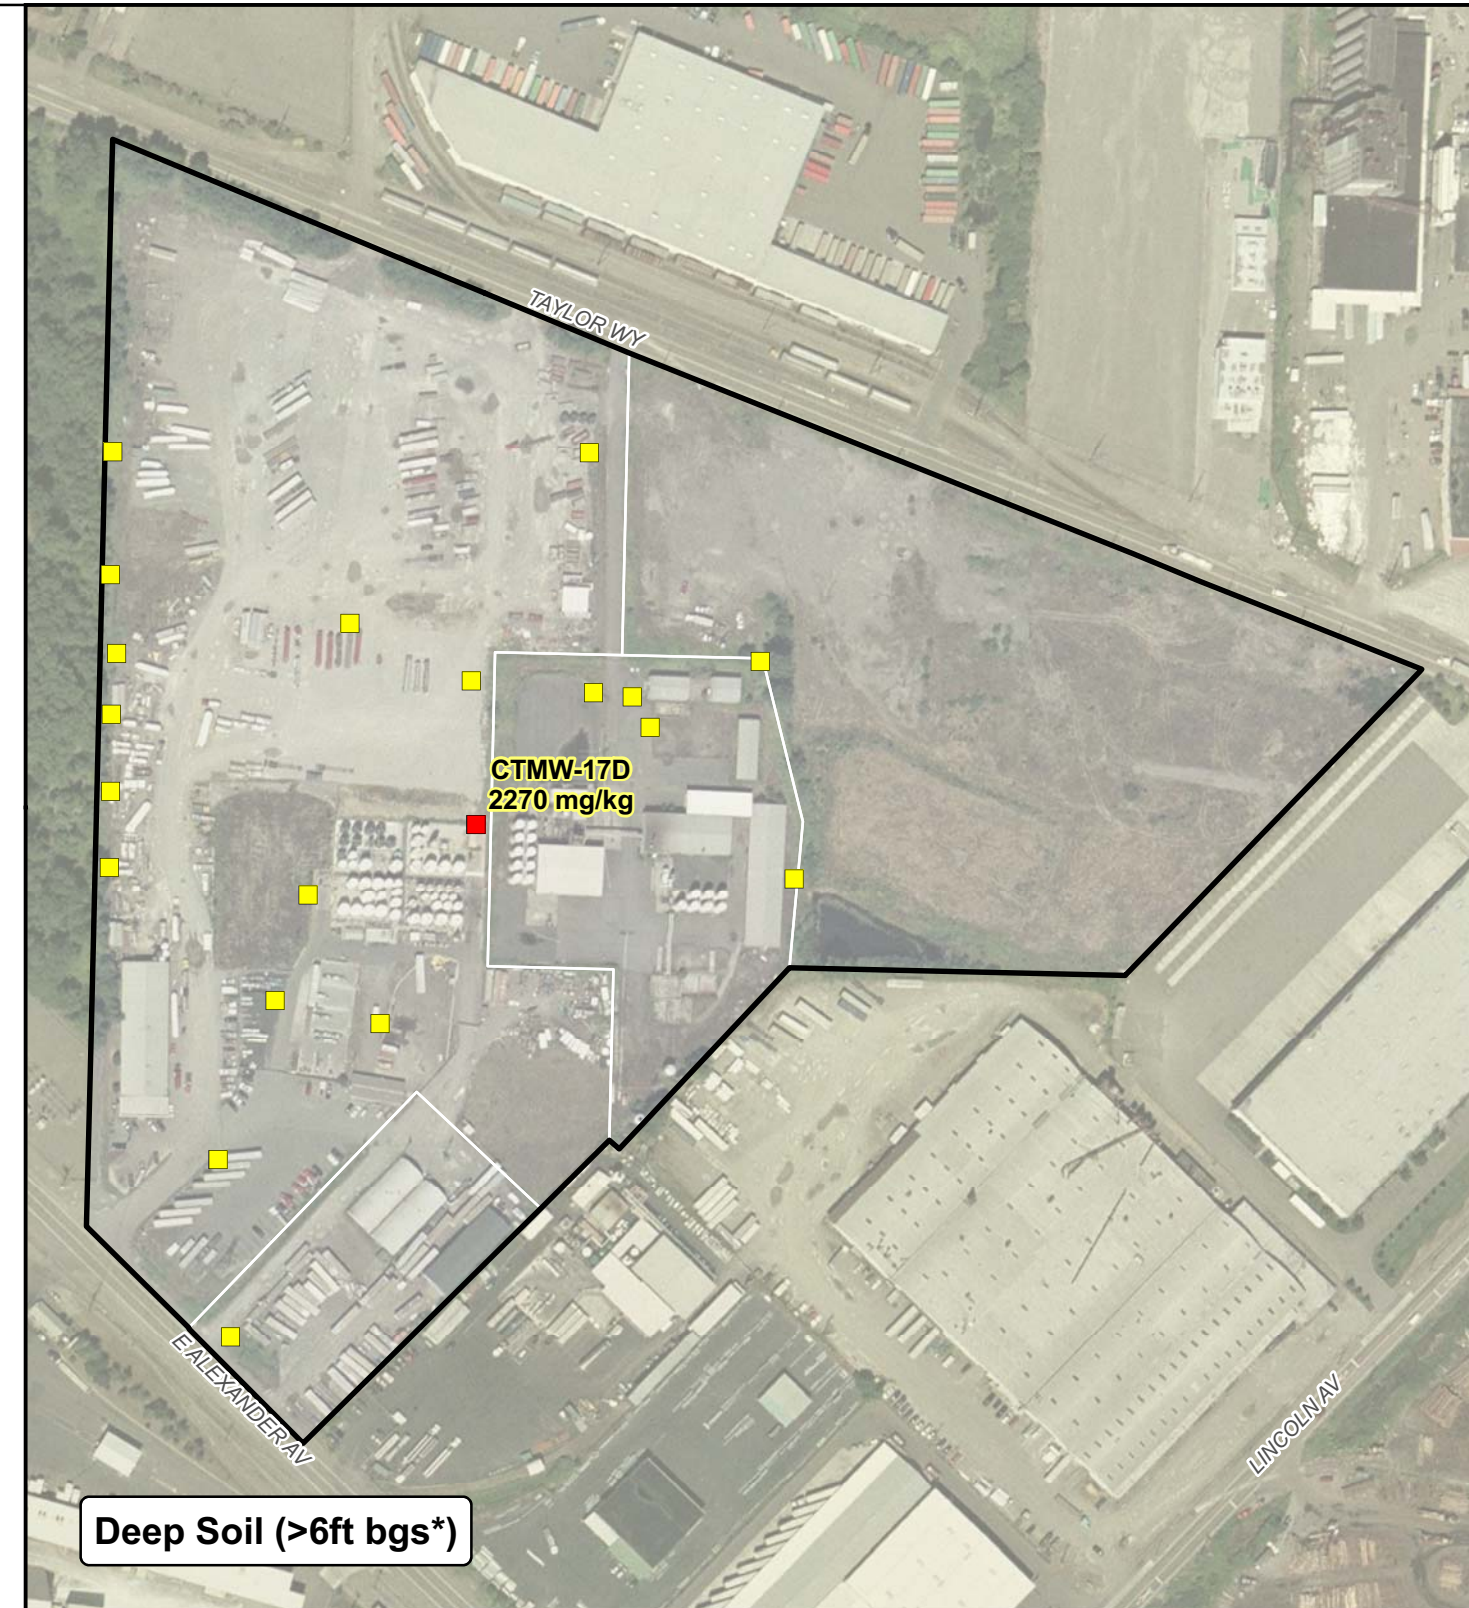 TAYLOR WY
CTMW-17D
2270 mg/kg
E ALEXANDER AV
LINCOLN AV
Deep Soil (>6ft bgs*)